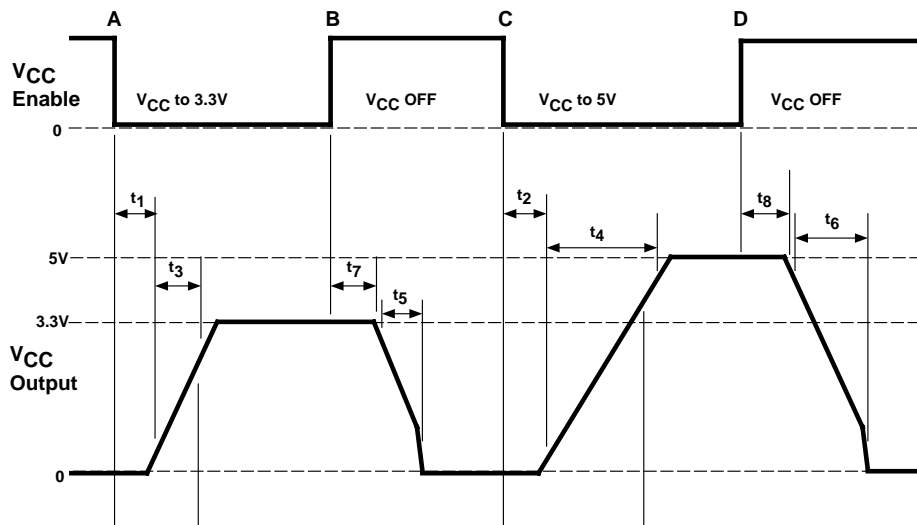 A B C D
VCC
Enable
VCC to 3.3V VCC OFF VCC to 5V VCC OFF
0
t1 t2 t8
t4 t6
5V
t3 t7
t5
3.3V
VCC
Output
0